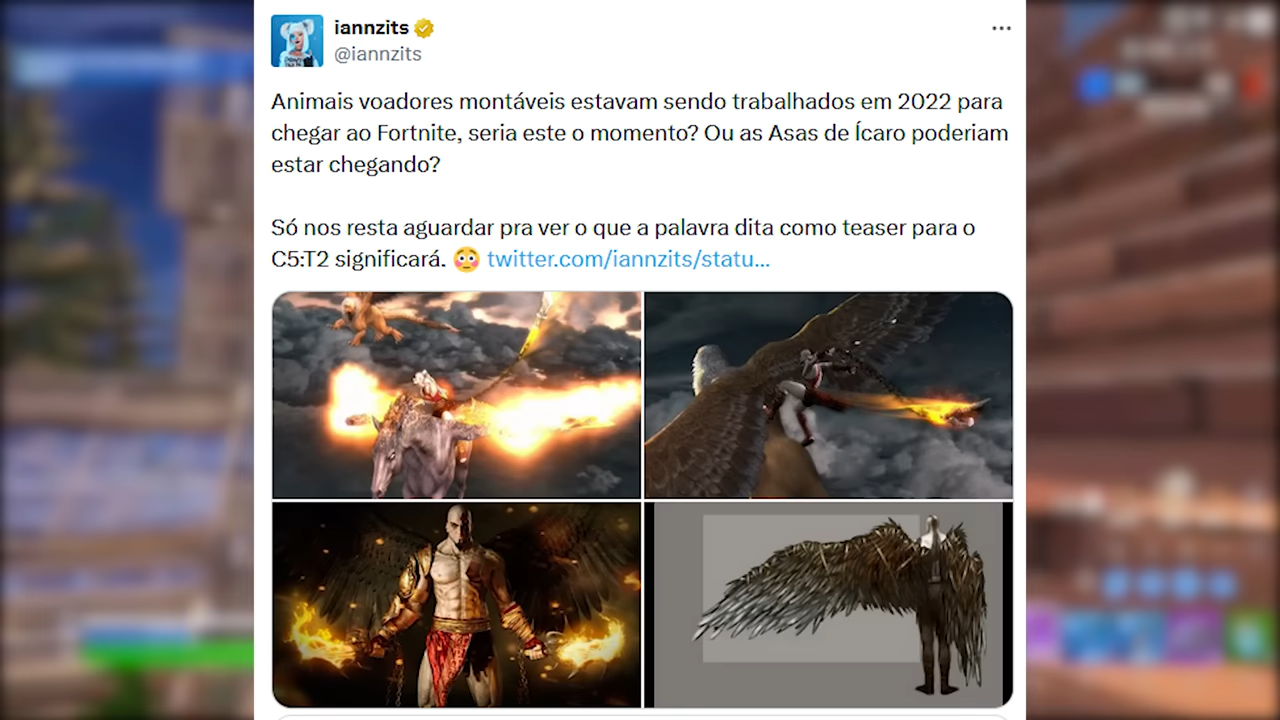 iannzits
@iannzits
Animais voadores montáveis estavam sendo trabalhados em 2022 para
chegar ao Fortnite, seria este o momento? Ou as Asas de Ícaro poderiam
estar chegando?
Só nos resta aguardar pra ver o que a palavra dita como teaser para o
C5:T2 significará. 😳 twitter.com/iannzits/statu...